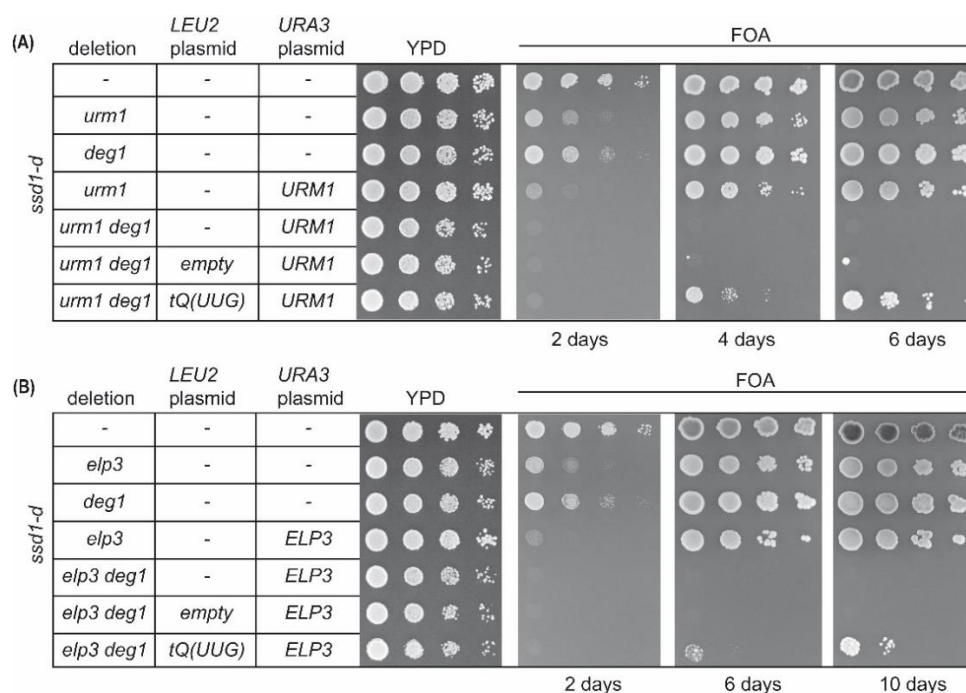 (A)
deletion LEU2 plasmid URA3 plasmid YPD FOA
- - -
urm1 - -
deg1 - -
urm1 - URM1
urm1 deg1 - URM1
urm1 deg1 empty URM1
urm1 deg1 tQ(UUG) URM1
ssd1-d
2 days 4 days 6 days
(B)
deletion LEU2 plasmid URA3 plasmid YPD FOA
- - -
elp3 - -
deg1 - -
elp3 - ELP3
elp3 deg1 - ELP3
elp3 deg1 empty ELP3
elp3 deg1 tQ(UUG) ELP3
ssd1-d
2 days 6 days 10 days